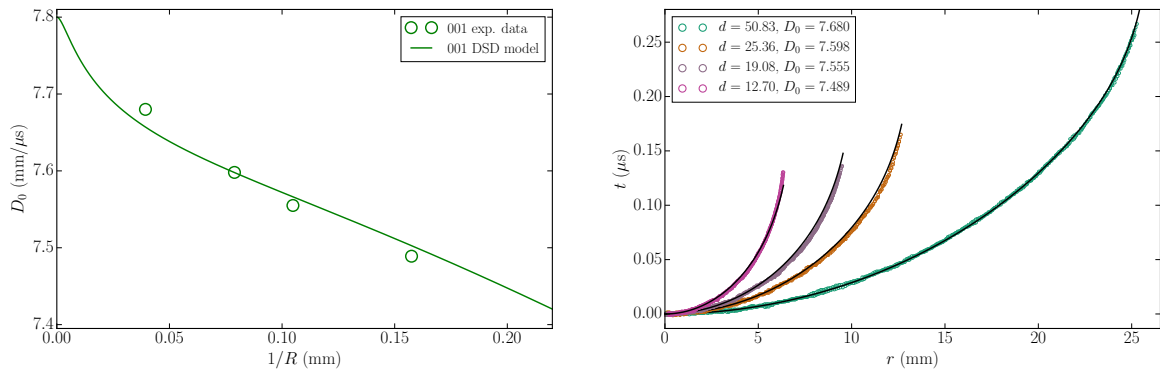 7.8
7.7
7.6
7.5
7.4
D₀ (mm/μs)
0.00
0.05
0.10
0.15
0.20
1/R (mm)
001 exp. data
001 DSD model
0.25
0.20
0.15
0.10
0.05
0.00
t (μs)
0
5
10
15
20
25
r (mm)
d = 50.83, D₀ = 7.680
d = 25.36, D₀ = 7.598
d = 19.08, D₀ = 7.555
d = 12.70, D₀ = 7.489